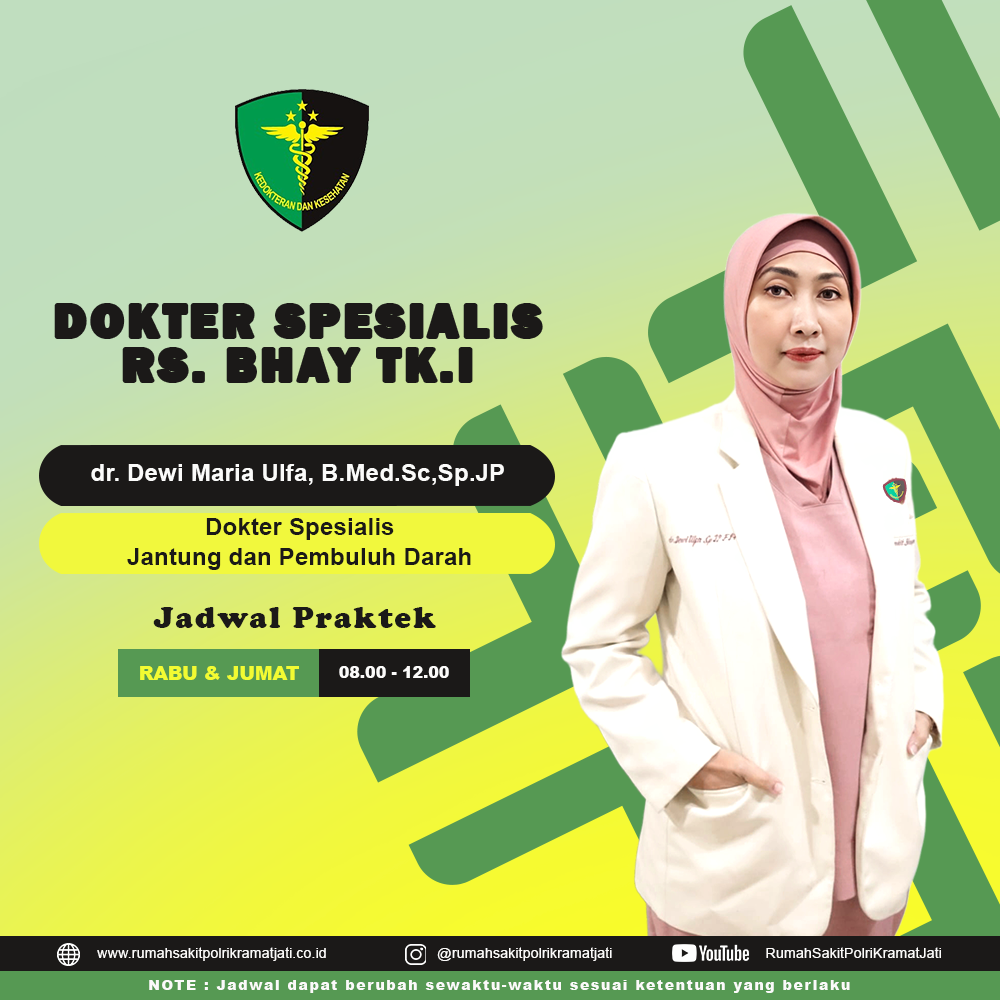 KEDOKTERAN DAN KESEHATAN
DOKTER SPESIALIS
RS. BHAY TK.I
dr. Dewi Maria Ulfa, B.Med.Sc,Sp.JP
Dokter Spesialis
Jantung dan Pembuluh Darah
Jadwal Praktek
RABU & JUMAT 08.00 - 12.00
www.rumahsakitpolrikramatjati.co.id @rumahsakitpolrikramatjati YouTube RumahSakitPolriKramatJati
NOTE : Jadwal dapat berubah sewaktu-waktu sesuai ketentuan yang berlaku